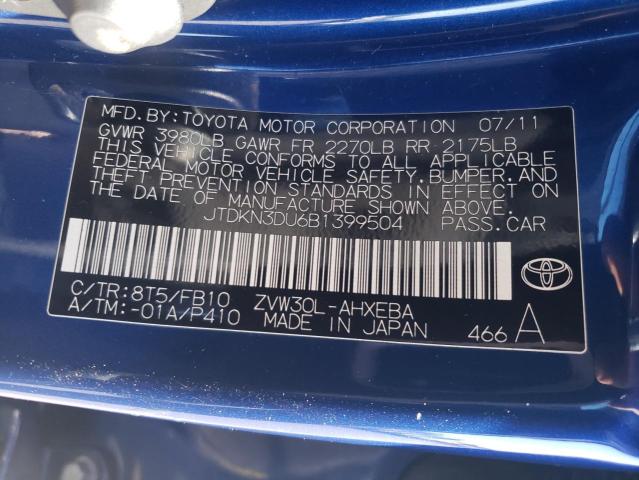 MFD. BY: TOYOTA MOTOR CORPORATION 07/11
GVWR 3980LB GAWR FR 2270LB RR 2175LB
THIS VEHICLE CONFORMS TO ALL APPLICABLE
FEDERAL MOTOR VEHICLE SAFETY, BUMPER, AND
THEFT PREVENTION STANDARDS IN EFFECT ON
THE DATE OF MANUFACTURE SHOWN ABOVE.
JTDKN3DU6B1399504 PASS.CAR
C/TR:8T5/FB10 ZVW30L-AHXEBA
A/TM:-01A/P410 MADE IN JAPAN 466 A
TOYOTA